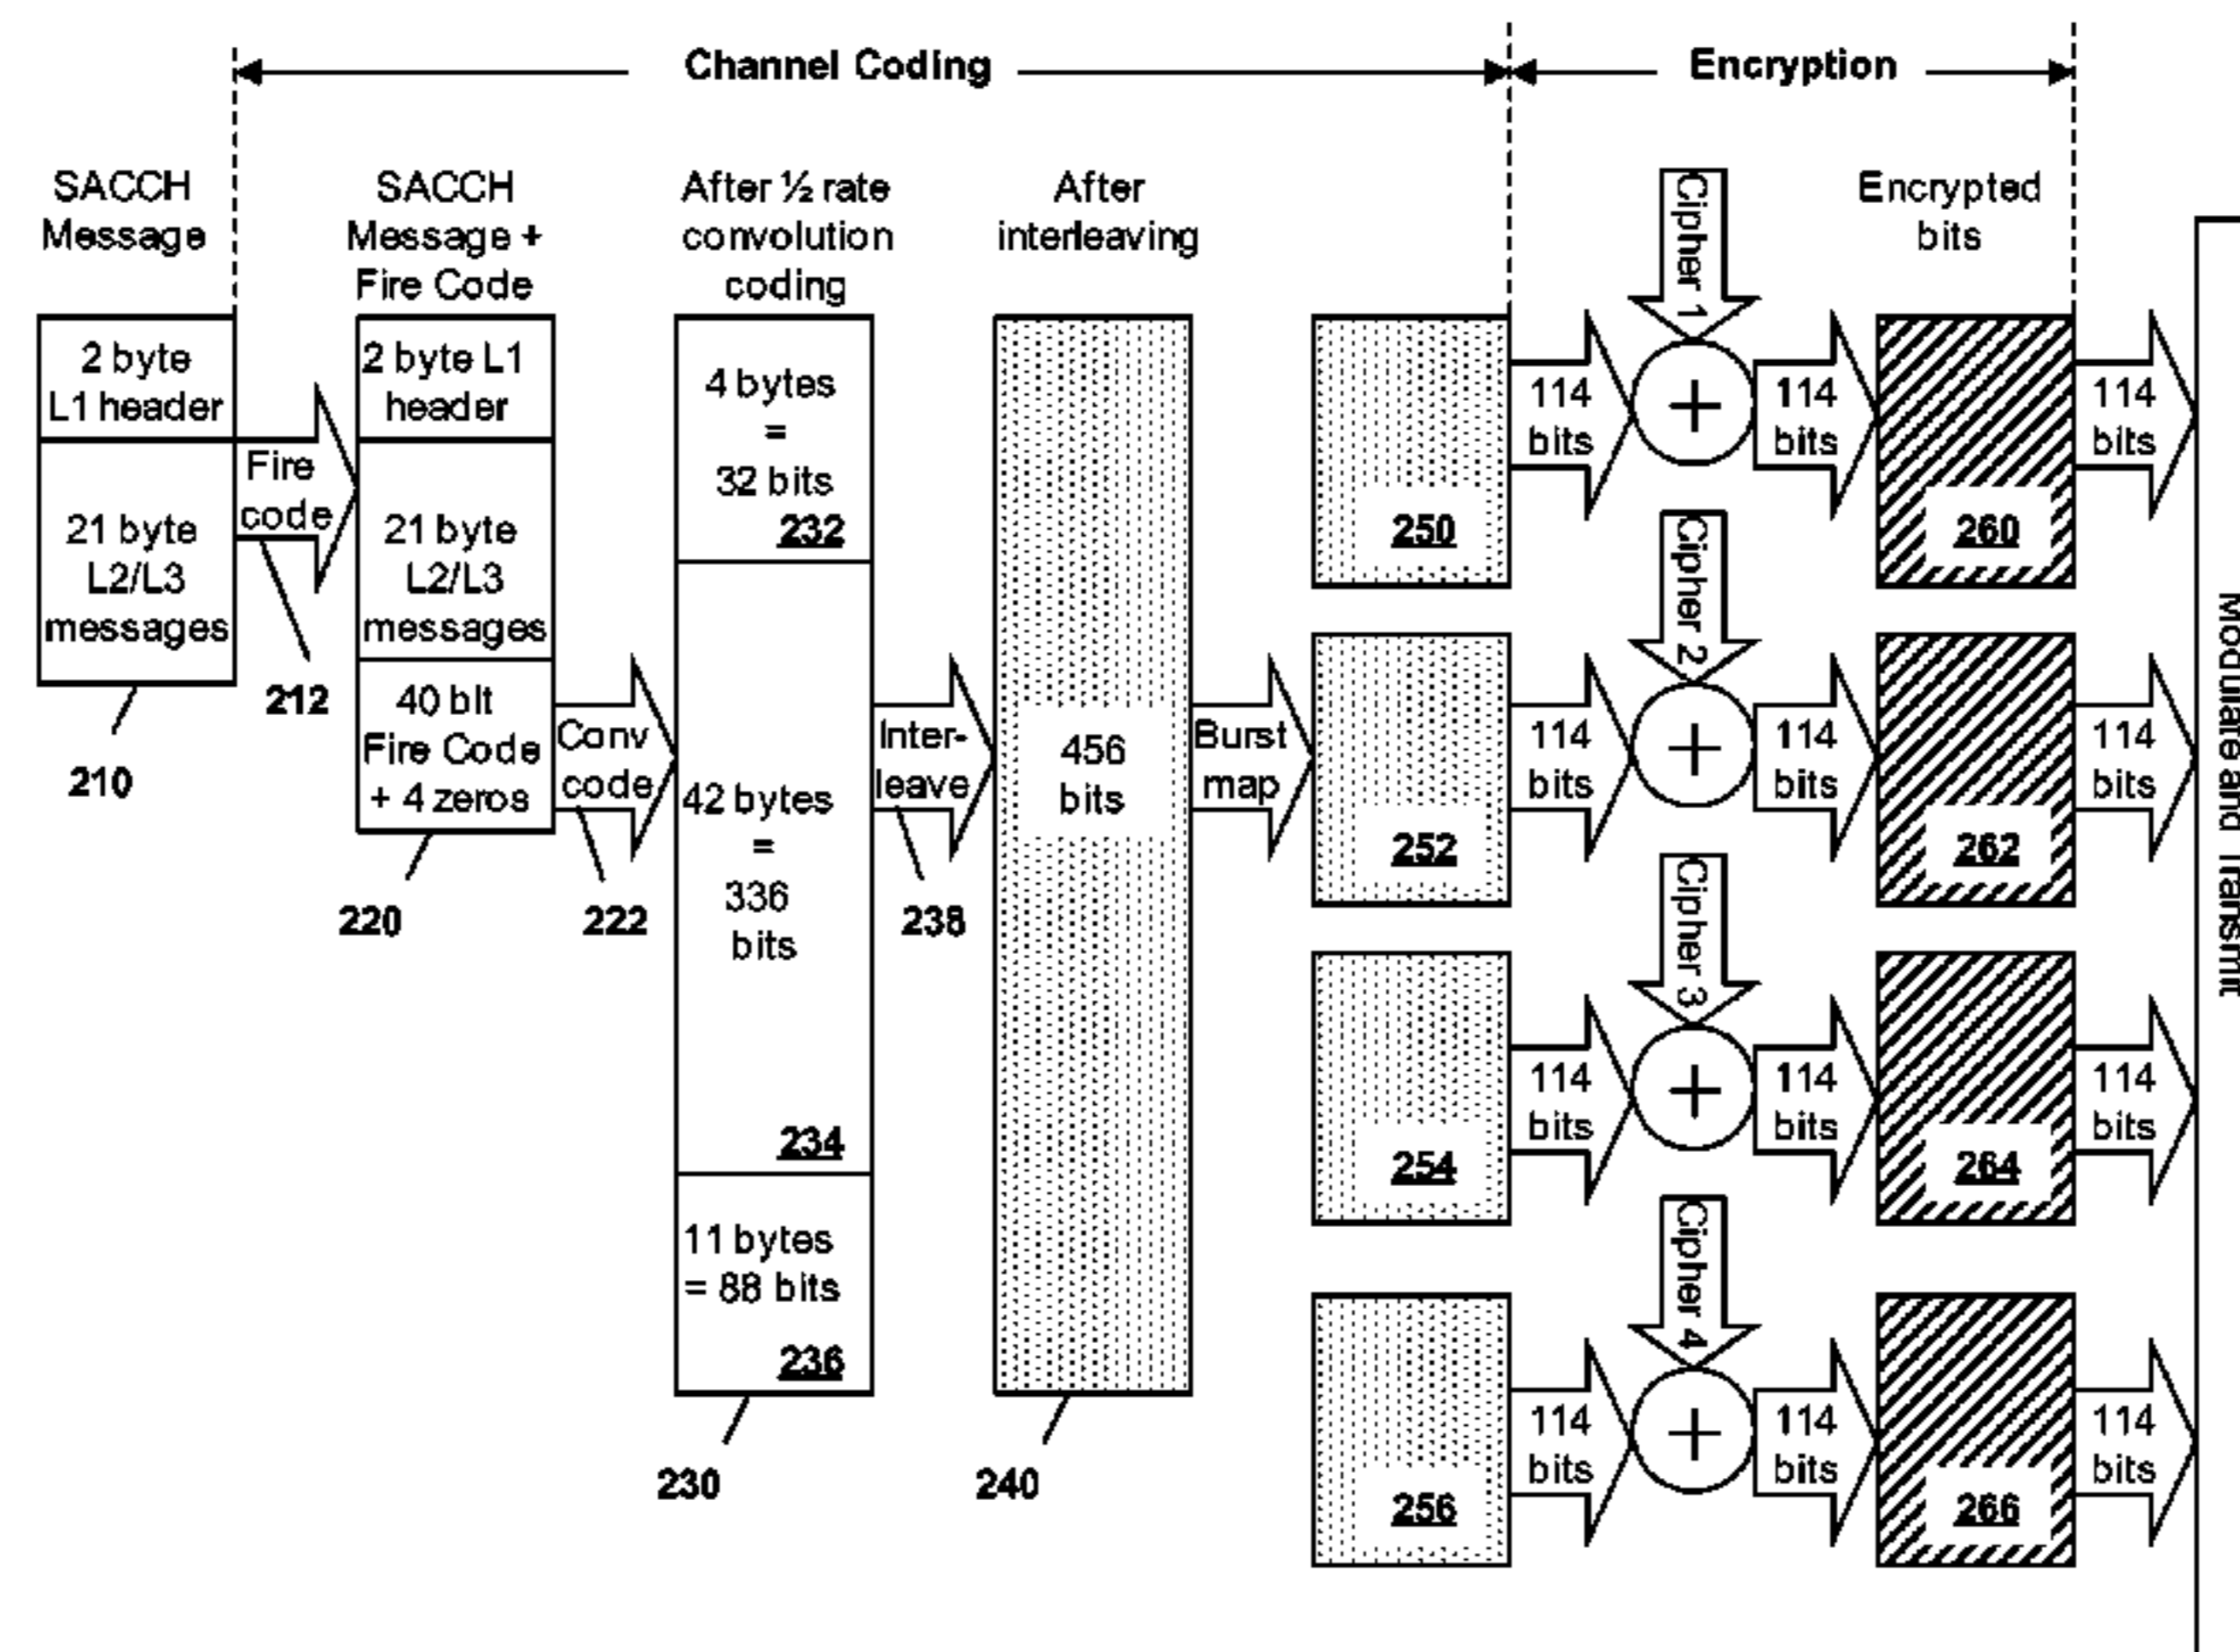 Channel Coding
Encryption
SACCH
Message
SACCH
Message +
Fire Code
After ½ rate
convolution
coding
After
interleaving
Encrypted
bits
2 byte
L1 header
21 byte
L2/L3
messages
210
Fire
code
212
2 byte L1
header
21 byte
L2/L3
messages
40 bit
Fire Code
+ 4 zeros
220
Conv
code
222
4 bytes
=
32 bits
232
42 bytes
=
336
bits
234
11 bytes
= 88 bits
236
230
Inter-
leave
238
456
bits
240
Burst
map
250
114
bits
Cipher 1
+
114
bits
260
114
bits
252
114
bits
Cipher 2
+
114
bits
262
114
bits
254
114
bits
Cipher 3
+
114
bits
264
114
bits
256
114
bits
Cipher 4
+
114
bits
266
114
bits
Modulate and Transmit